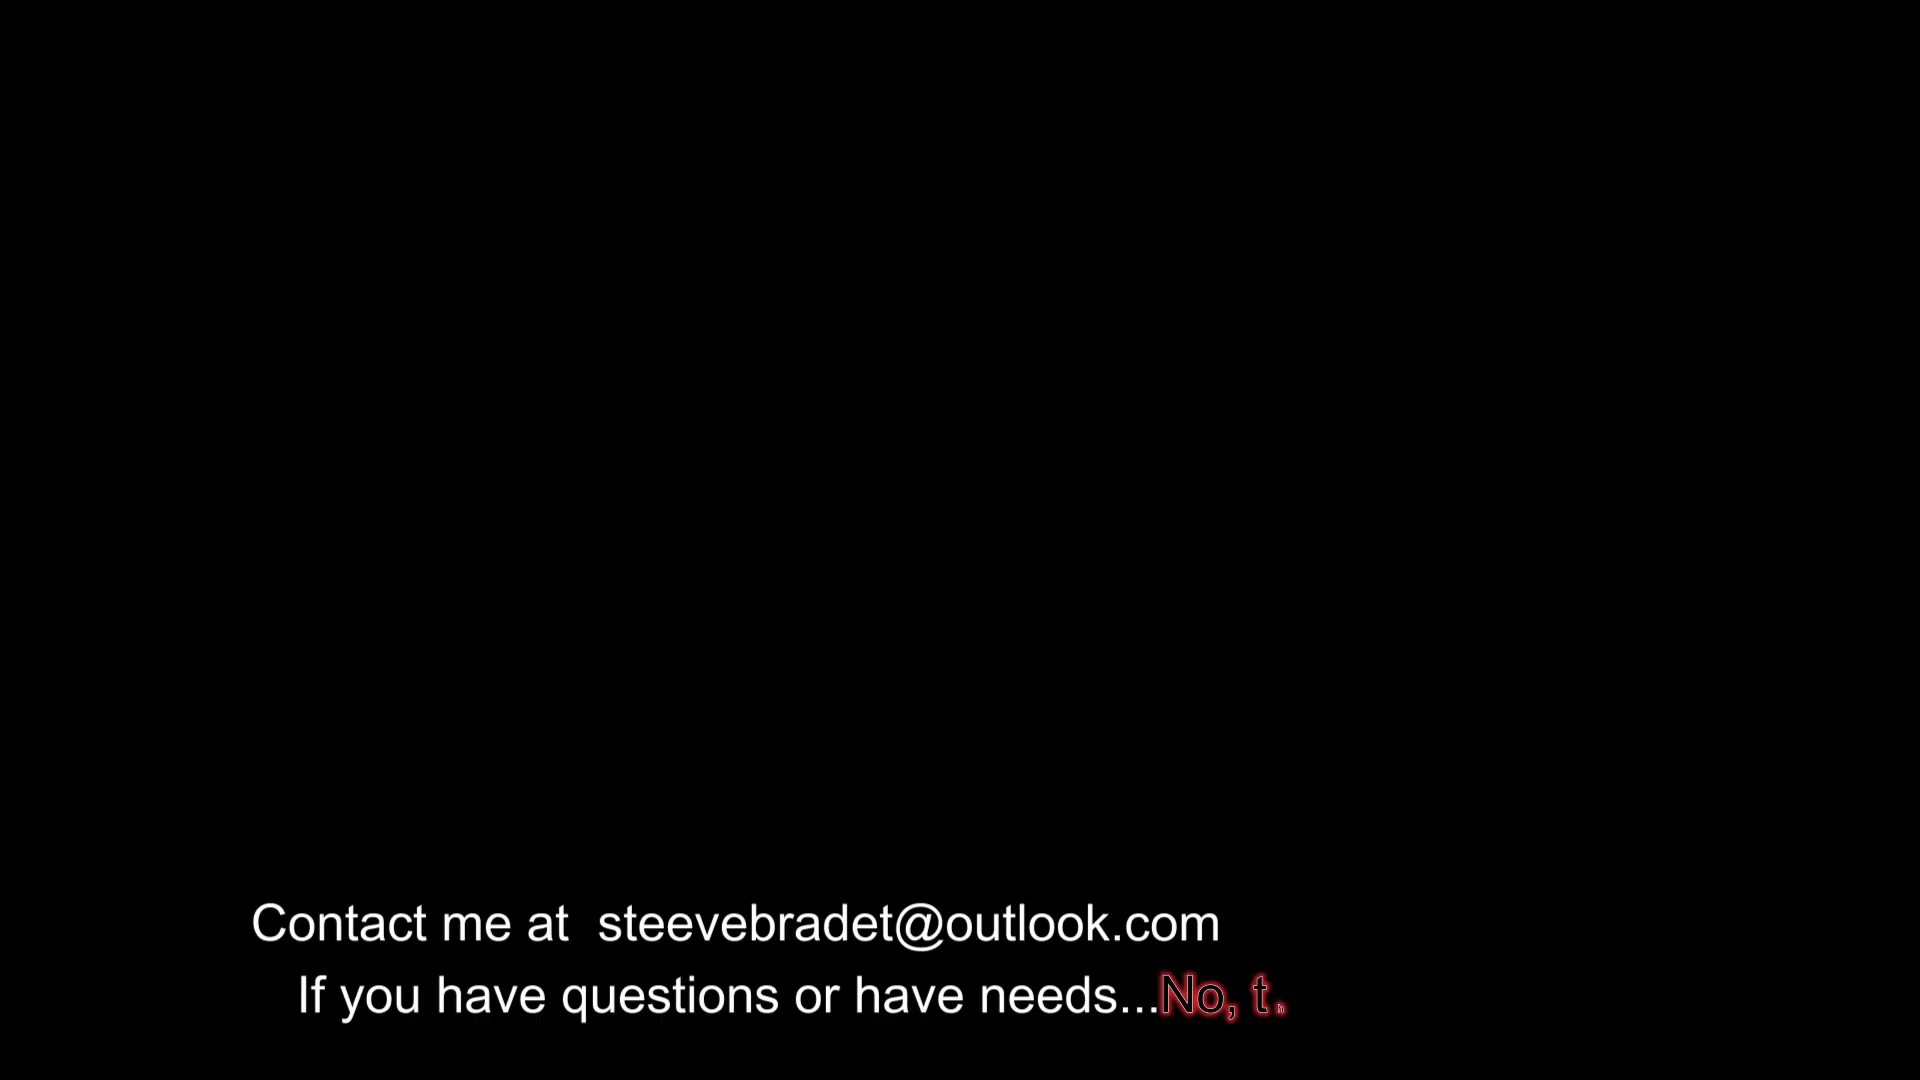 Contact me at  steevebradet@outlook.com
If you have questions or have needs...No, t